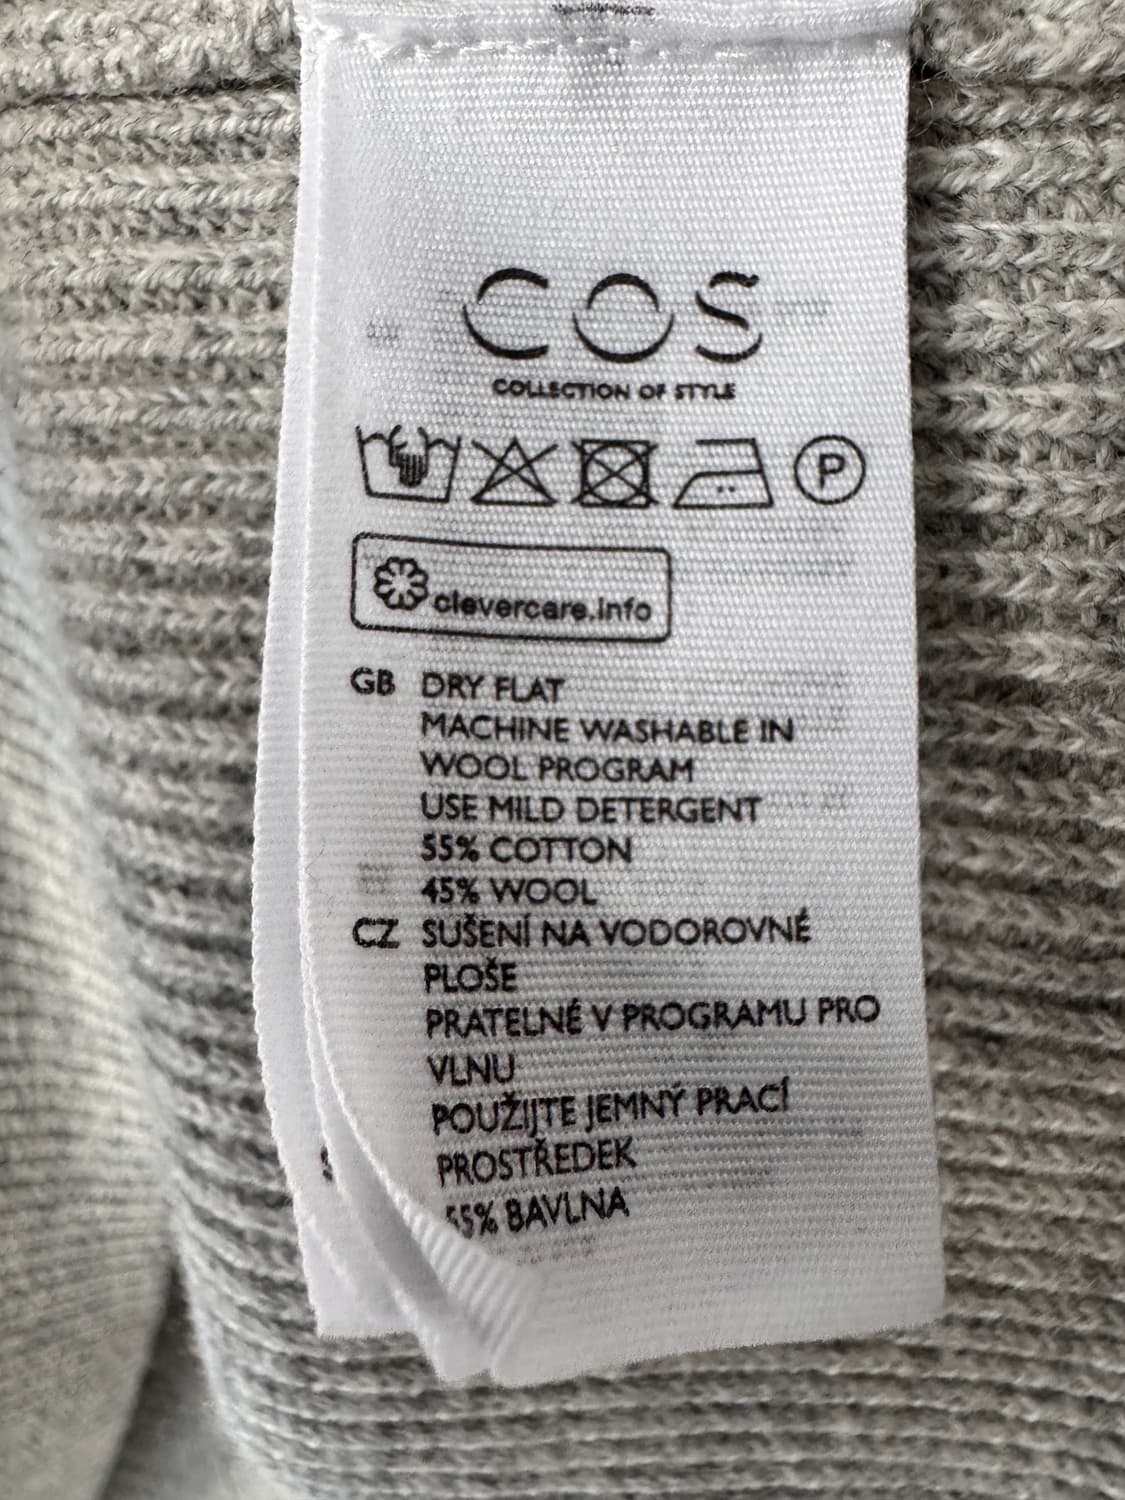 COS
COLLECTION OF STYLE
P
clevercare.info
GB DRY FLAT
MACHINE WASHABLE IN
WOOL PROGRAM
USE MILD DETERGENT
55% COTTON
45% WOOL
CZ SUŠENÍ NA VODOROVNÉ
PLOŠE
PRATELNÉ V PROGRAMU PRO
VLNU
POUŽIJTE JEMNÝ PRACÍ
PROSTŘEDEK
55% BAVLNA